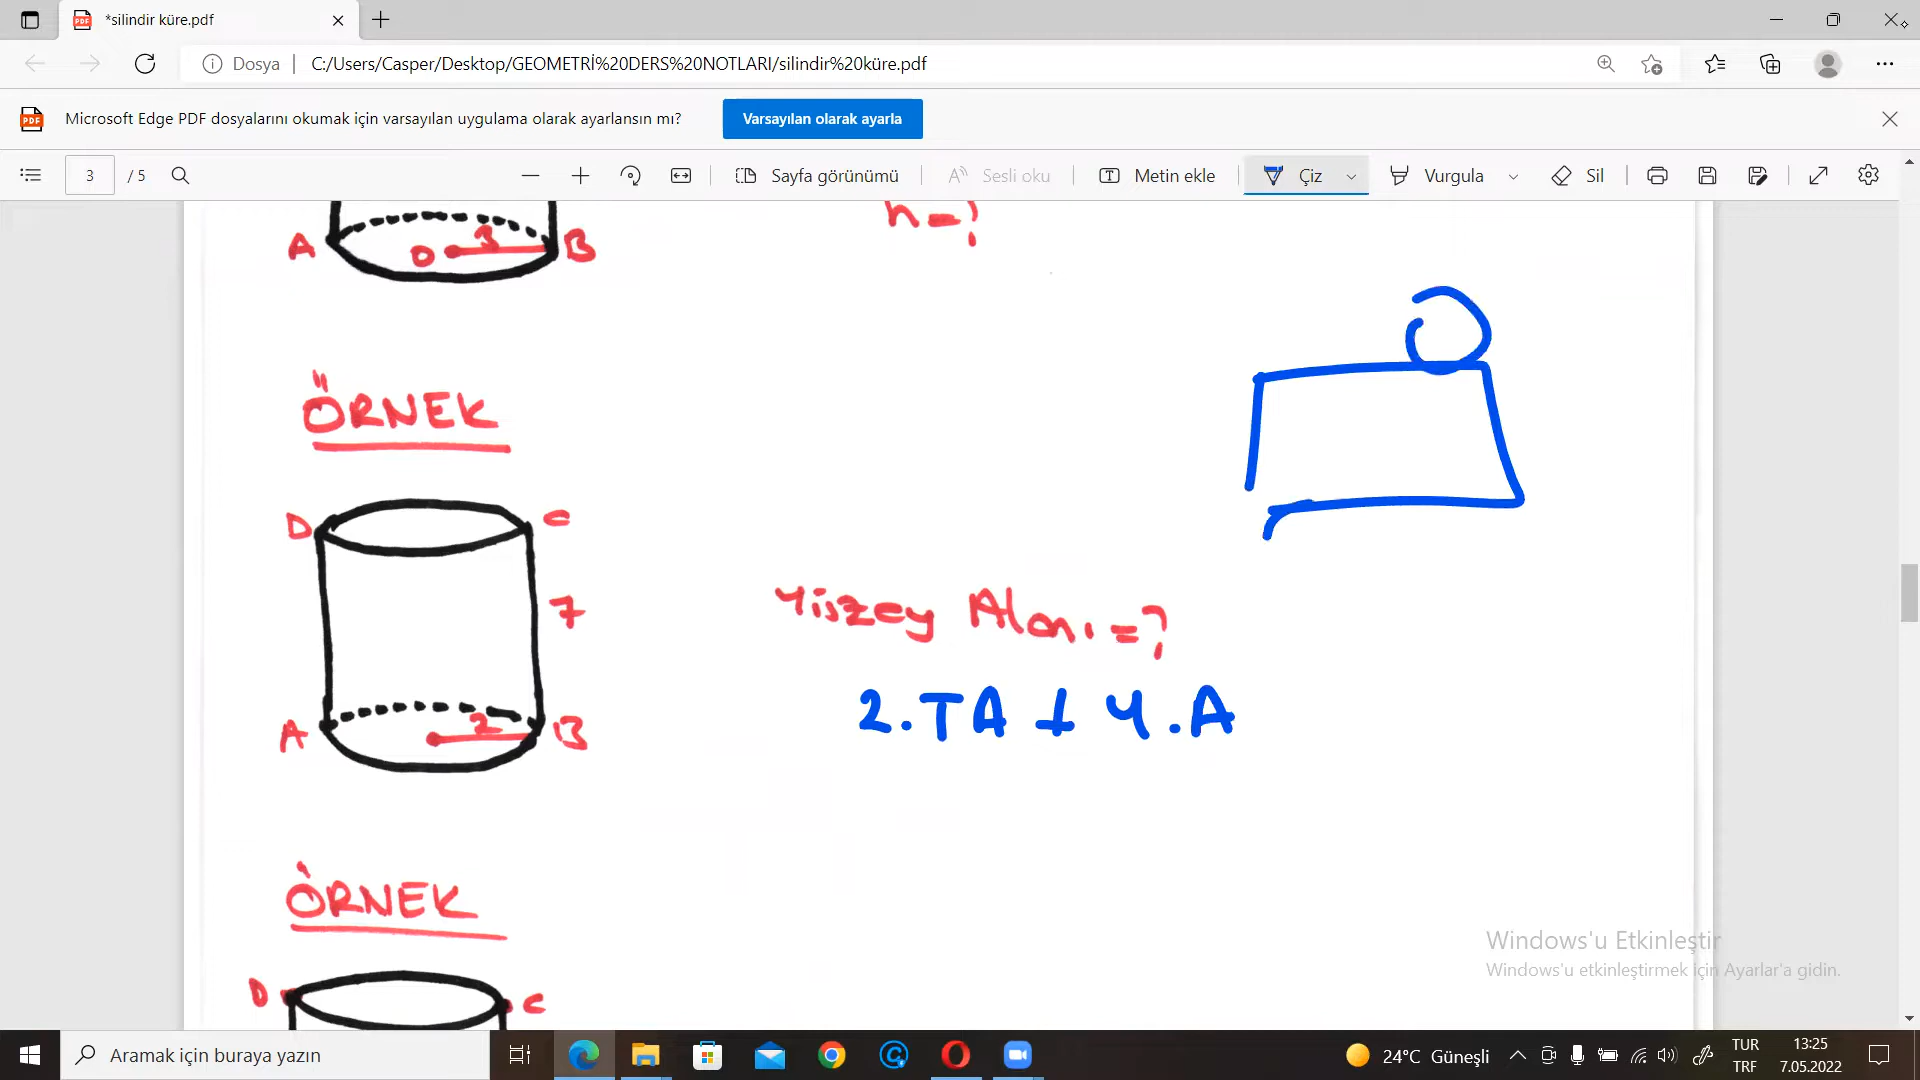 *silindir küre.pdf
Dosya
C:/Users/Casper/Desktop/GEOMETRİ%20DERS%20NOTLARI/silindir%20küre.pdf
Microsoft Edge PDF dosyalarını okumak için varsayılan uygulama olarak ayarlansın mı?
Varsayılan olarak ayarla
3 / 5
Sayfa görünümü
Sesli oku
Metin ekle
Çiz
Vurgula
Sil
h=?
A O 3 B
ÖRNEK
D C
7
Yüzey Alanı=?
2.TA + Y.A
A 2 B
ÖRNEK
D C
Windows'u Etkinleştir
Windows'u etkinleştirmek için Ayarlar'a gidin.
Aramak için buraya yazın
24°C Güneşli
TUR
TRF
13:25
7.05.2022